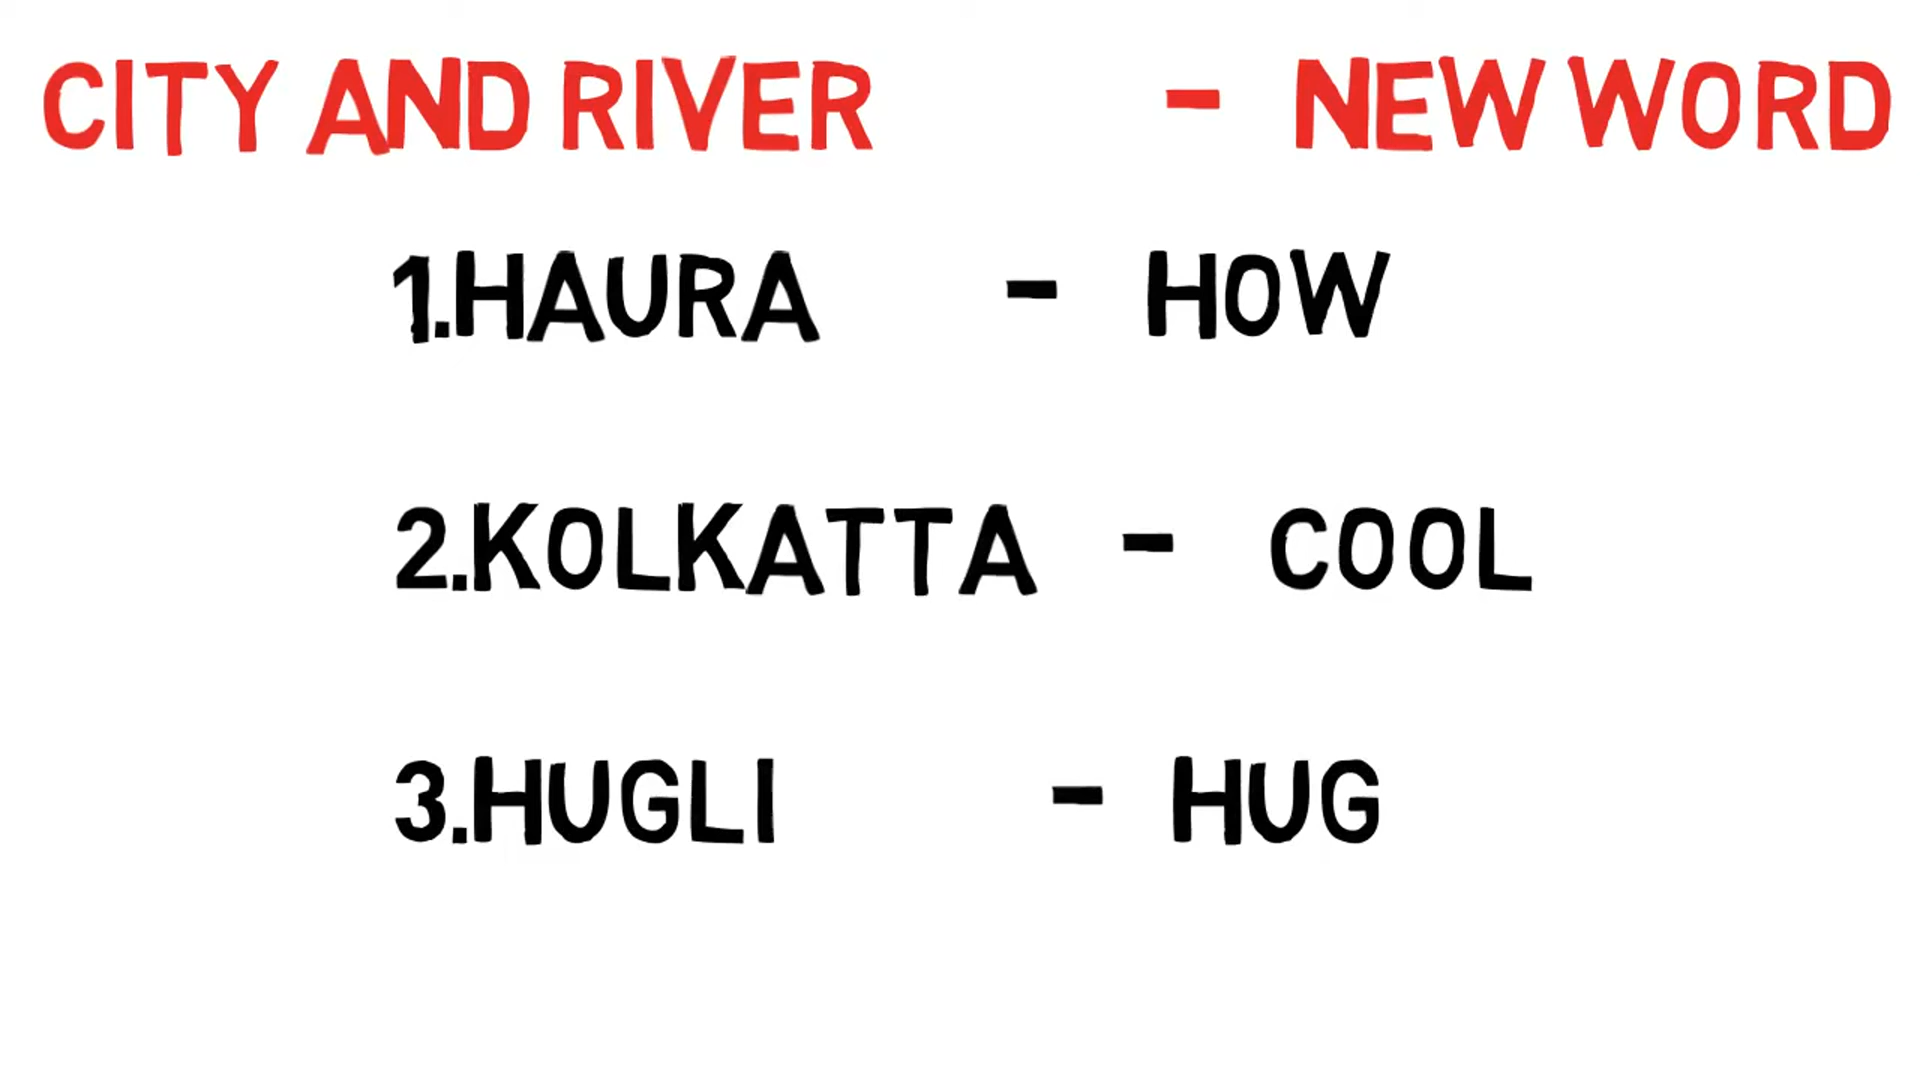 CITY AND RIVER - NEW WORD
1.HAURA - HOW
2.KOLKATTA - COOL
3.HUGLI - HUG